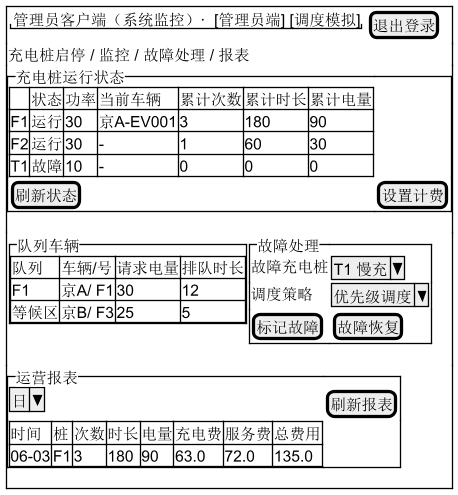 管理员客户端（系统监控）· [管理员端] [调度模拟] 退出登录
充电桩启停 / 监控 / 故障处理 / 报表
充电桩运行状态
状态 功率 当前车辆 累计次数 累计时长 累计电量
F1 运行 30 京A-EV001 3 180 90
F2 运行 30 - 1 60 30
T1 故障 10 - 0 0 0
刷新状态 设置计费
队列车辆
队列 车辆/号 请求电量 排队时长
F1 京A/ F1 30 12
等候区 京B/ F3 25 5
故障处理
故障充电桩 T1 慢充 ▼
调度策略 优先级调度 ▼
标记故障 故障恢复
运营报表
日 ▼ 刷新报表
时间 桩 次数 时长 电量 充电费 服务费 总费用
06-03 F1 3 180 90 63.0 72.0 135.0